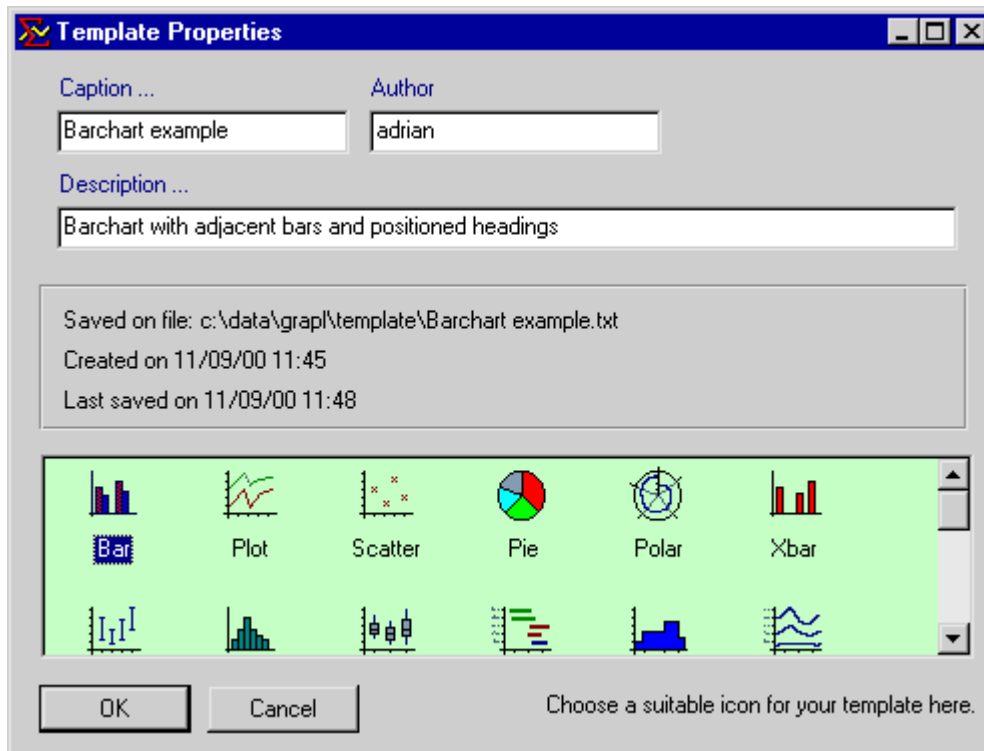 Template Properties
Caption ... Author
Barchart example adrian
Description ...
Barchart with adjacent bars and positioned headings
Saved on file: c:\data\grapl\template\Barchart example.txt
Created on 11/09/00 11:45
Last saved on 11/09/00 11:48
Bar Plot Scatter Pie Polar Xbar
OK Cancel Choose a suitable icon for your template here.